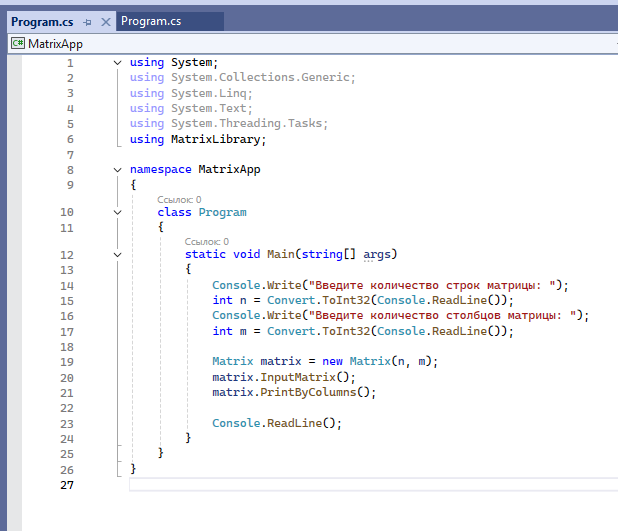 Program.cs Program.cs
C# MatrixApp
1 using System;
2 using System.Collections.Generic;
3 using System.Linq;
4 using System.Text;
5 using System.Threading.Tasks;
6 using MatrixLibrary;
7
8 namespace MatrixApp
9 {
Ссылок: 0
10 class Program
11 {
Ссылок: 0
12 static void Main(string[] args)
13 {
14 Console.Write("Введите количество строк матрицы: ");
15 int n = Convert.ToInt32(Console.ReadLine());
16 Console.Write("Введите количество столбцов матрицы: ");
17 int m = Convert.ToInt32(Console.ReadLine());
18
19 Matrix matrix = new Matrix(n, m);
20 matrix.InputMatrix();
21 matrix.PrintByColumns();
22
23 Console.ReadLine();
24 }
25 }
26 }
27